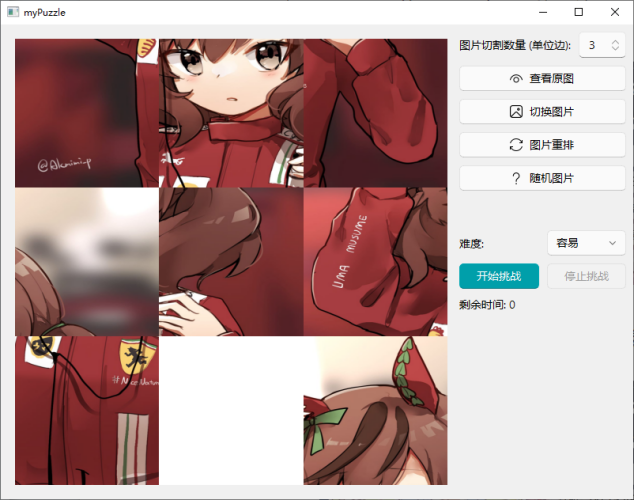 myPuzzle
图片切割数量 (单位边):
3
查看原图
切换图片
图片重排
随机图片
难度:
容易
开始挑战
停止挑战
剩余时间: 0
UMA MUSUME